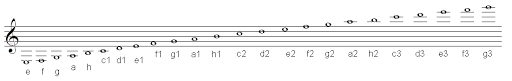 e f g a h c1 d1 e1 f1 g1 a1 h1 c2 d2 e2 f2 g2 a2 h2 c3 d3 e3 f3 g3